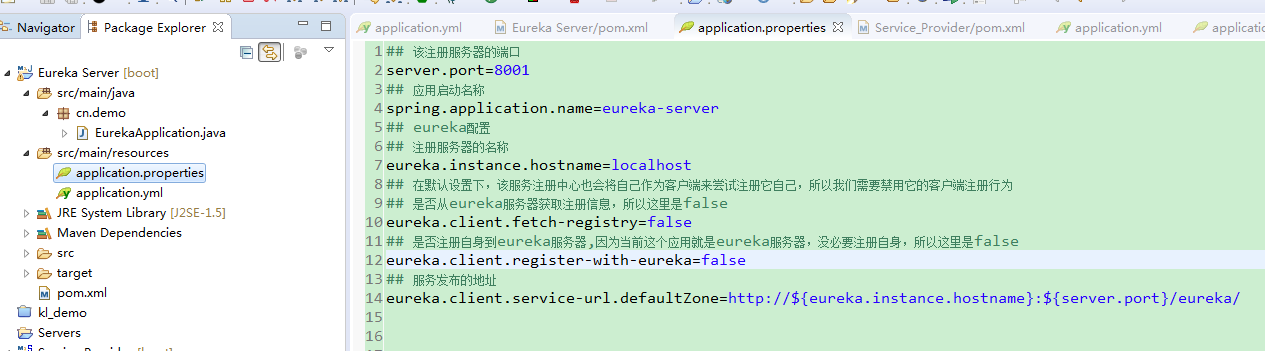 Navigator
Package Explorer
application.yml
Eureka Server/pom.xml
application.properties
Service_Provider/pom.xml
application.yml
Eureka Server [boot]
src/main/java
cn.demo
EurekaApplication.java
src/main/resources
application.properties
application.yml
JRE System Library [J2SE-1.5]
Maven Dependencies
src
target
pom.xml
kl_demo
Servers
1 ## 该注册服务器的端口
2 server.port=8001
3 ## 应用启动名称
4 spring.application.name=eureka-server
5 ## eureka配置
6 ## 注册服务器的名称
7 eureka.instance.hostname=localhost
8 ## 在默认设置下，该服务注册中心也会将自己作为客户端来尝试注册它自己，所以我们需要禁用它的客户端注册行为
9 ## 是否从eureka服务器获取注册信息，所以这里是false
10 eureka.client.fetch-registry=false
11 ## 是否注册自身到eureka服务器,因为当前这个应用就是eureka服务器，没必要注册自身，所以这里是false
12 eureka.client.register-with-eureka=false
13 ## 服务发布的地址
14 eureka.client.service-url.defaultZone=http://${eureka.instance.hostname}:${server.port}/eureka/
15
16